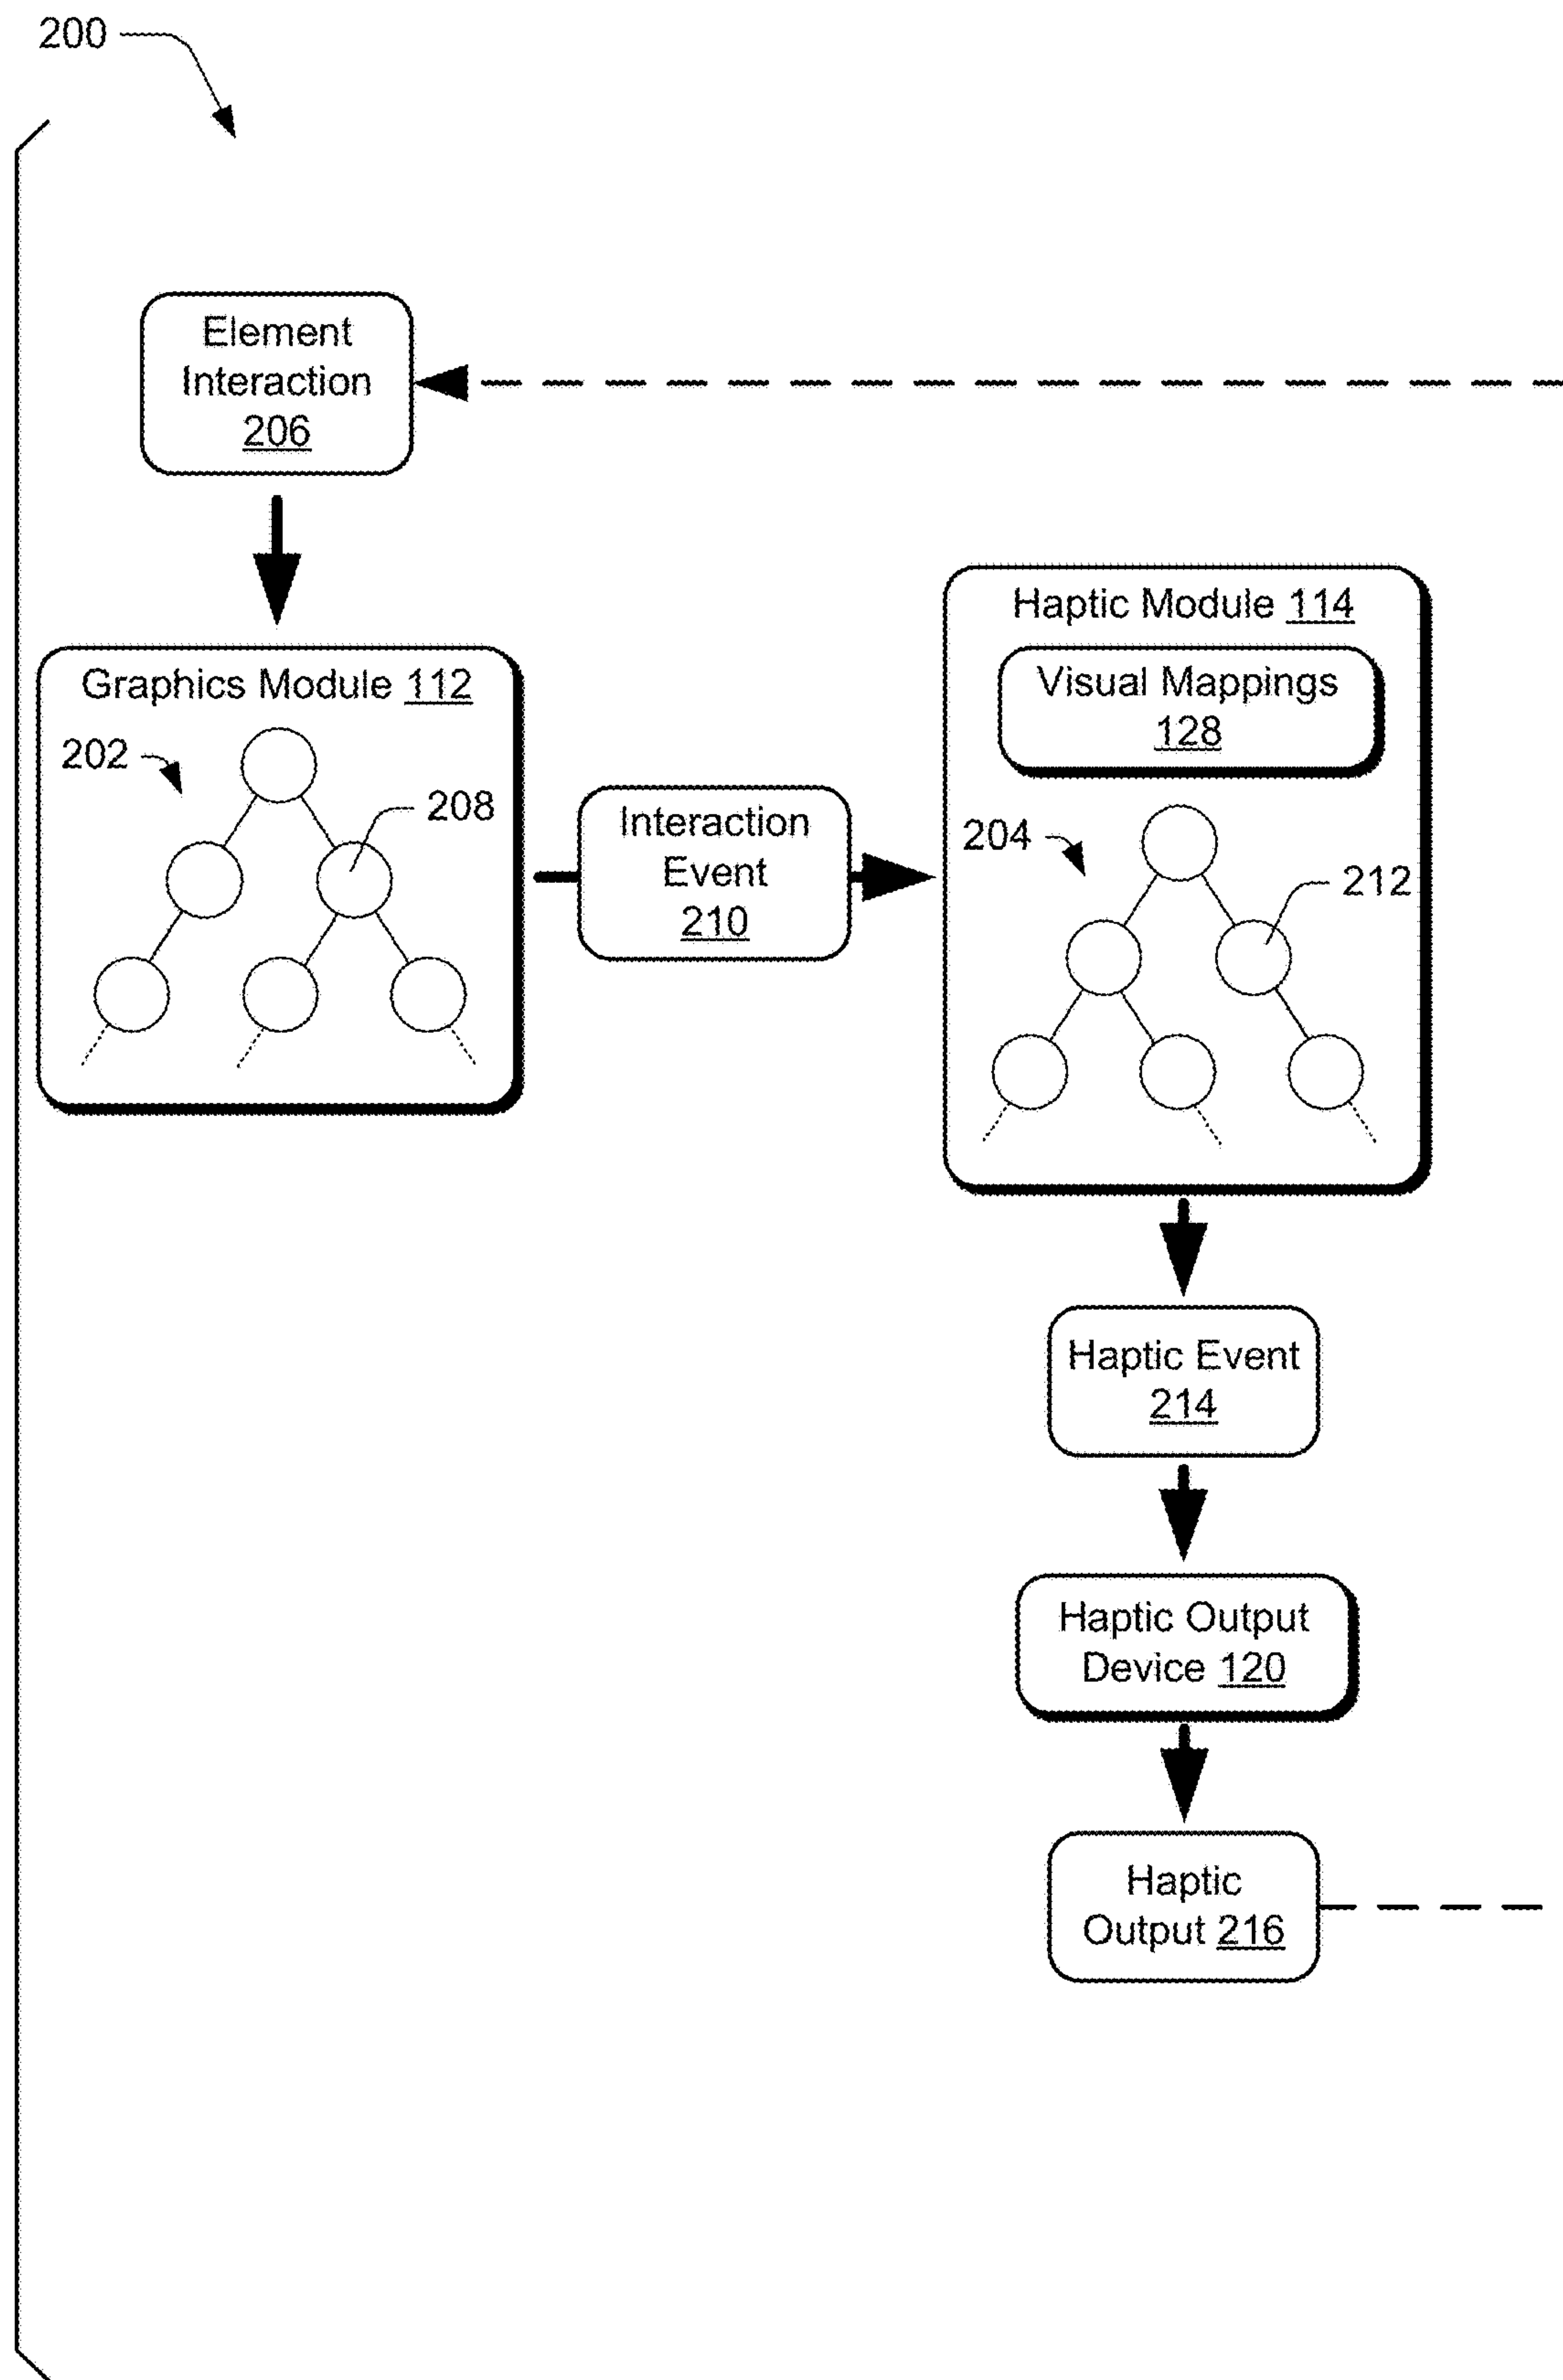 200
Element
Interaction
206
Graphics Module 112
202
208
Interaction
Event
210
Haptic Module 114
Visual Mappings
128
204
212
Haptic Event
214
Haptic Output
Device 120
Haptic
Output 216